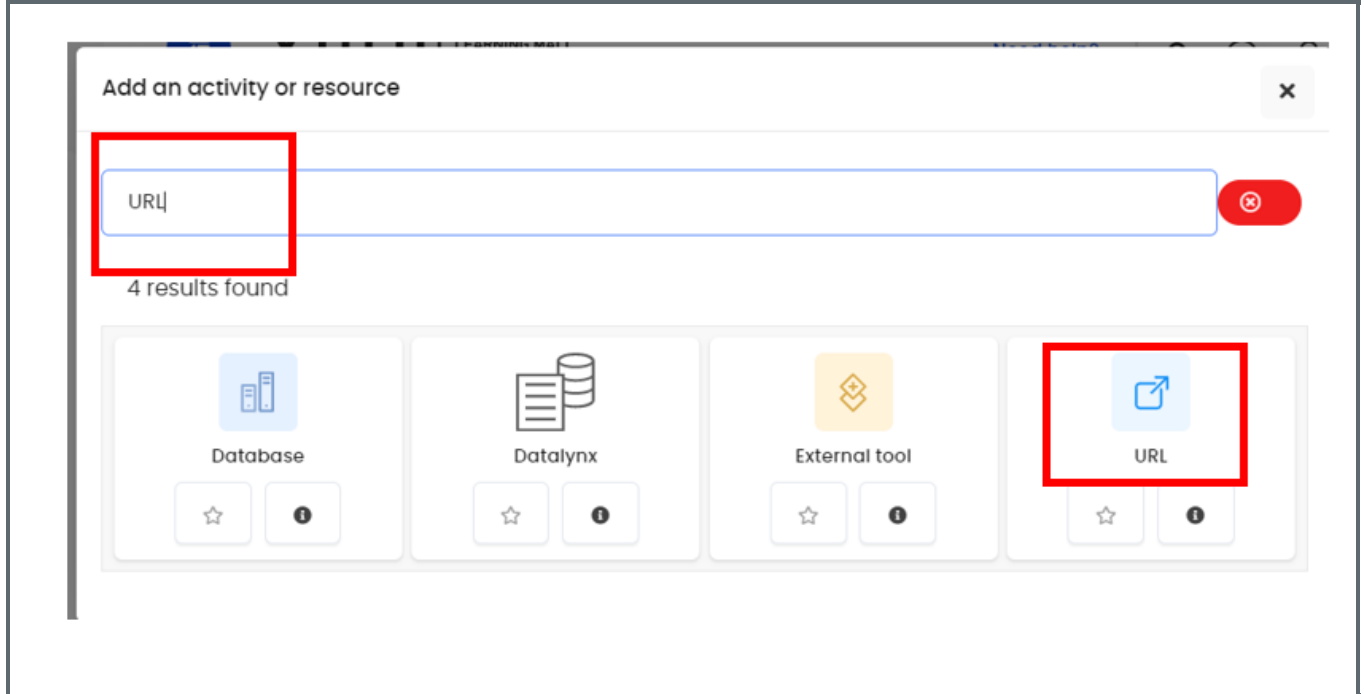 Add an activity or resource
URL
4 results found
Database
Datalynx
External tool
URL